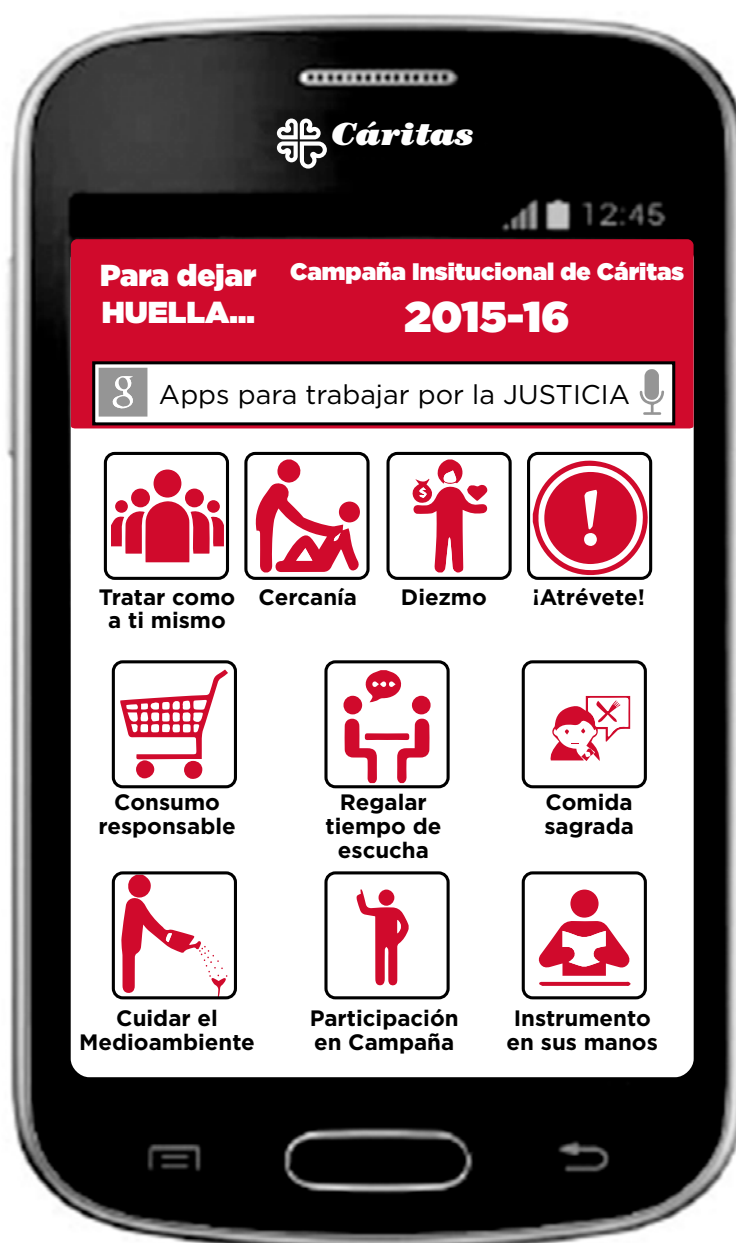 Cáritas
12:45
Para dejar
HUELLA...
Campaña Insitucional de Cáritas
2015-16
g Apps para trabajar por la JUSTICIA
$
!
Tratar como
a ti mismo
Cercanía
Diezmo
¡Atrévete!
Consumo
responsable
Regalar
tiempo de
escucha
Comida
sagrada
Cuidar el
Medioambiente
Participación
en Campaña
Instrumento
en sus manos